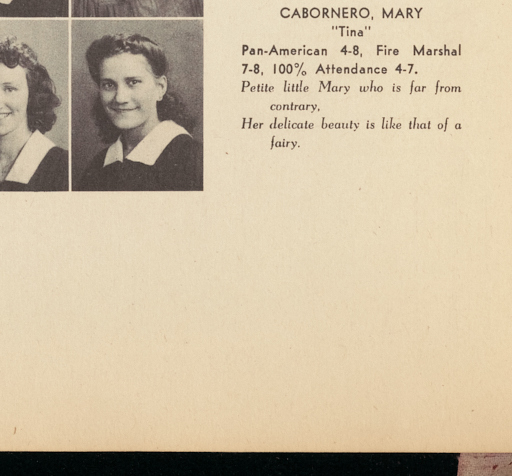 CABORNERO, MARY
"Tina"
Pan-American 4-8, Fire Marshal
7-8, 100% Attendance 4-7.
Petite little Mary who is far from
contrary,
Her delicate beauty is like that of a
fairy.